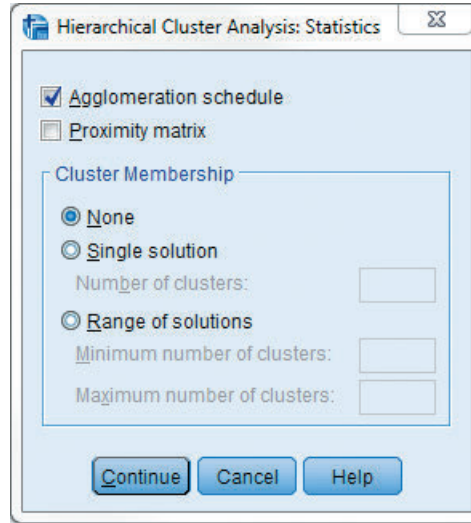 Hierarchical Cluster Analysis: Statistics
Agglomeration schedule
Proximity matrix
Cluster Membership
None
Single solution
Number of clusters:
Range of solutions
Minimum number of clusters:
Maximum number of clusters:
Continue Cancel Help